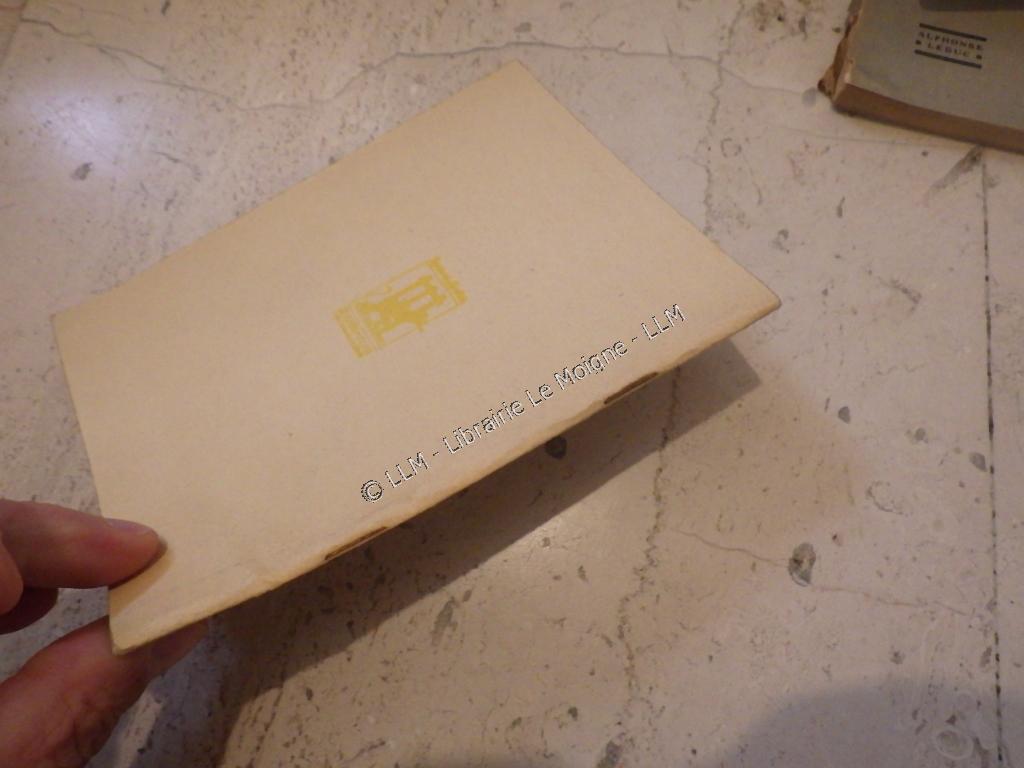 ALPHONSE
LEDUC
© LLM - Librairie Le Moigne - LLM